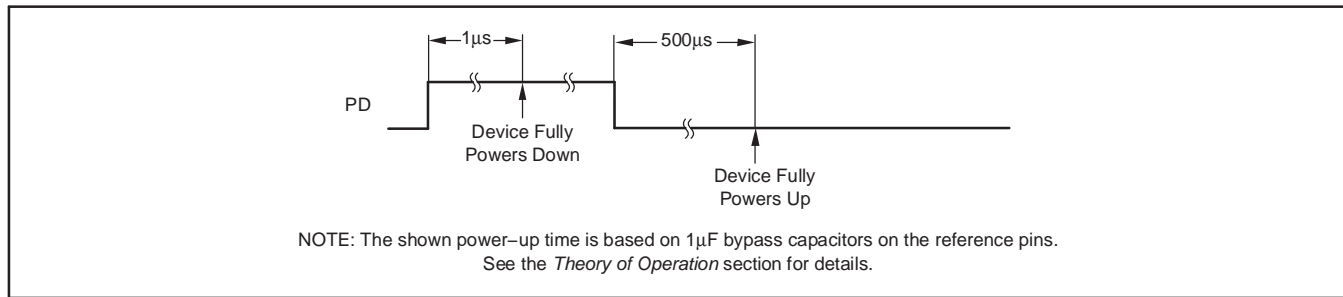 1μs
500μs
PD
Device Fully
Powers Down
Device Fully
Powers Up
NOTE: The shown power−up time is based on 1μF bypass capacitors on the reference pins.
See the Theory of Operation section for details.